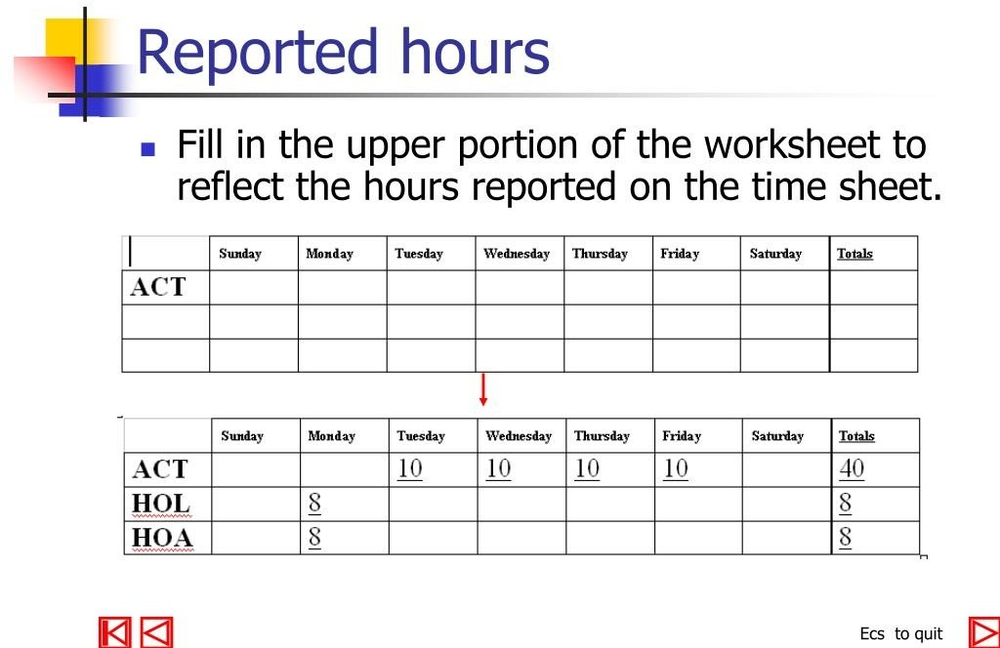 Reported hours
Fill in the upper portion of the worksheet to
reflect the hours reported on the time sheet.
Sunday Monday Tuesday Wednesday Thursday Friday Saturday Totals
ACT
Sunday Monday Tuesday Wednesday Thursday Friday Saturday Totals
ACT 10 10 10 10 40
HOL 8 8
HOA 8 8
Ecs to quit